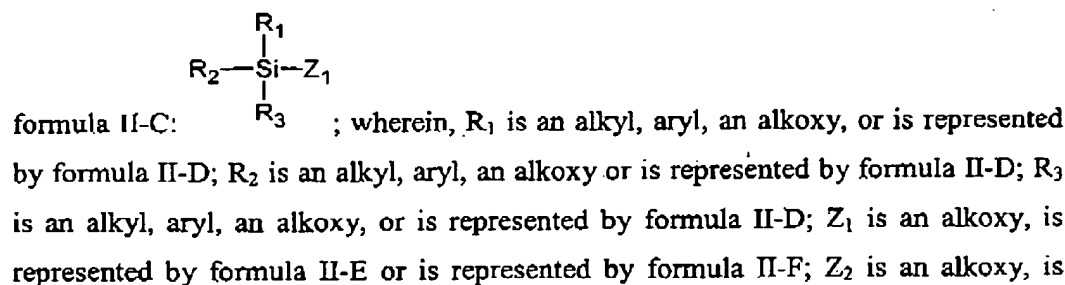 R₁
R₂—Si—Z₁
R₃
formula II-C: ; wherein, R₁ is an alkyl, aryl, an alkoxy, or is represented
by formula II-D; R₂ is an alkyl, aryl, an alkoxy or is represented by formula II-D; R₃
is an alkyl, aryl, an alkoxy, or is represented by formula II-D; Z₁ is an alkoxy, is
represented by formula II-E or is represented by formula II-F; Z₂ is an alkoxy, is